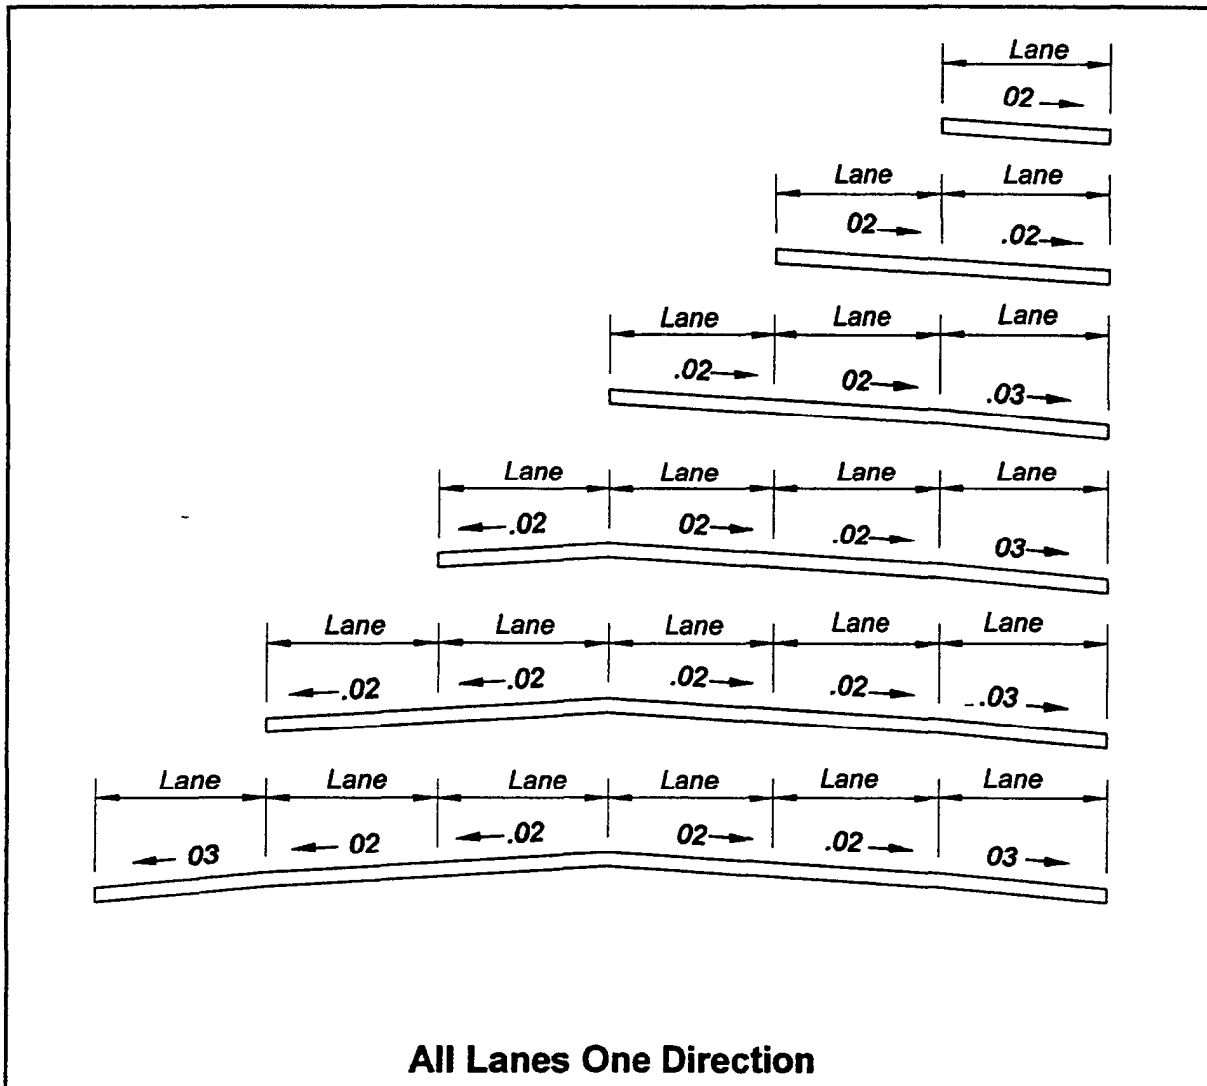 Lane
02
Lane Lane
02 .02
Lane Lane Lane
.02 02 .03
Lane Lane Lane Lane
.02 02 .02 03
Lane Lane Lane Lane Lane
.02 .02 .02 .02 .03
Lane Lane Lane Lane Lane Lane
03 02 .02 02 .02 03
All Lanes One Direction